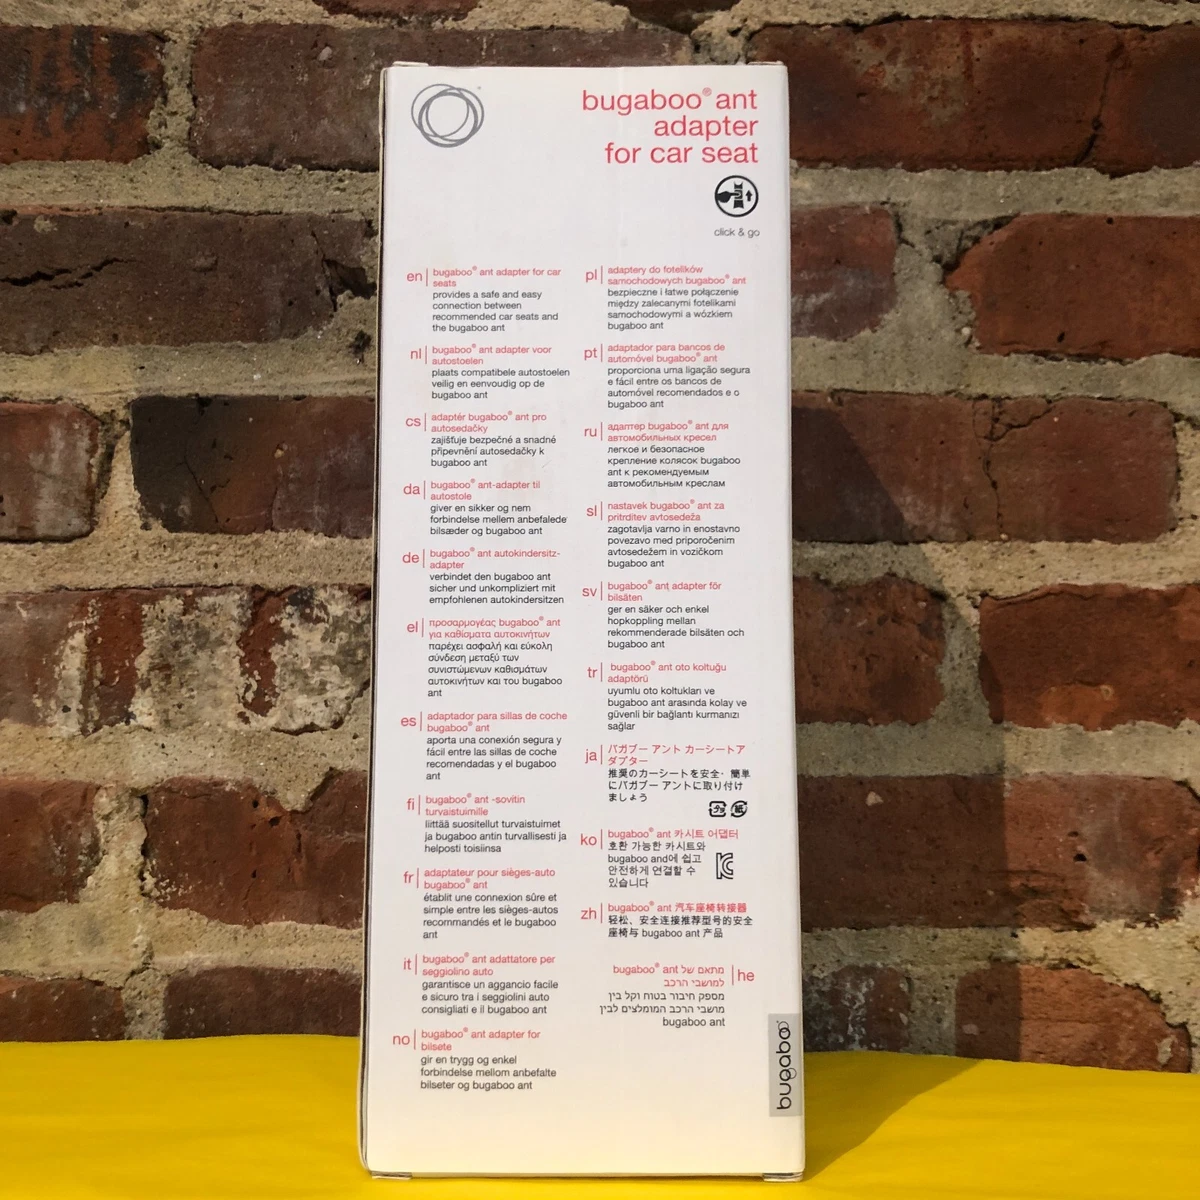 bugaboo® ant
adapter
for car seat
click & go
en
bugaboo® ant adapter for car
seats
provides a safe and easy
connection between
recommended car seats and
the bugaboo ant
nl
bugaboo® ant adapter voor
autostoelen
plaats compatibele autostoelen
veilig en eenvoudig op de
bugaboo ant
cs
adaptér bugaboo® ant pro
autosedačky
zajišťuje bezpečné a snadné
připevnění autosedačky k
bugaboo ant
da
bugaboo® ant-adapter til
autostole
giver en sikker og nem
forbindelse mellem anbefalede
bilsæder og bugaboo ant
de
bugaboo® ant autokindersitz-
adapter
verbindet den bugaboo ant
sicher und unkompliziert mit
empfohlenen autokindersitzen
el
προσαρμογέας bugaboo® ant
για καθίσματα αυτοκινήτων
παρέχει ασφαλή και εύκολη
σύνδεση μεταξύ των
συνιστώμενων καθισμάτων
αυτοκινήτων και του bugaboo
ant
es
adaptador para sillas de coche
bugaboo® ant
aporta una conexión segura y
fácil entre las sillas de coche
recomendadas y el bugaboo
ant
fi
bugaboo® ant -sovitin
turvaistuimille
liittää suositellut turvaistuimet
ja bugaboo antin turvallisesti ja
helposti toisiinsa
fr
adaptateur pour sièges-auto
bugaboo® ant
établit une connexion sûre et
simple entre les sièges-autos
recommandés et le bugaboo
ant
it
bugaboo® ant adattatore per
seggiolino auto
garantisce un aggancio facile
e sicuro tra i seggiolini auto
consigliati e il bugaboo ant
no
bugaboo® ant adapter for
bilsete
gir en trygg og enkel
forbindelse mellom anbefalte
bilseter og bugaboo ant
pl
adaptery do fotelików
samochodowych bugaboo® ant
bezpieczne i łatwe połączenie
między zalecanymi fotelikami
samochodowymi a wózkiem
bugaboo ant
pt
adaptador para bancos de
automóvel bugaboo® ant
proporciona uma ligação segura
e fácil entre os bancos de
automóvel recomendados e o
bugaboo ant
ru
адаптер bugaboo® ant для
автомобильных кресел
легкое и безопасное
крепление колясок bugaboo
ant к рекомендуемым
автомобильным креслам
sl
nastavek bugaboo® ant za
pritrditev avtosedeža
zagotavlja varno in enostavno
povezavo med priporočenim
avtosedežem in vozičkom
bugaboo ant
sv
bugaboo® ant adapter för
bilsäten
ger en säker och enkel
hopkoppling mellan
rekommenderade bilsäten och
bugaboo ant
tr
bugaboo® ant oto koltuğu
adaptörü
uyumlu oto koltukları ve
bugaboo ant arasında kolay ve
güvenli bir bağlantı kurmanızı
sağlar
ja
バガブー アント カーシートア
ダプター
推奨のカーシートを安全・簡単
にバガブー アントに取り付け
ましょう
紙
ko
bugaboo® ant 카시트 어댑터
호환 가능한 카시트와
bugaboo and에 쉽고
안전하게 연결할 수
있습니다
zh
bugaboo® ant 汽车座椅转接器
轻松、安全连接推荐型号的安全
座椅与 bugaboo ant 产品
he
מתאם של bugaboo® ant
למושבי הרכב
מספק חיבור בטוח וקל בין
מושבי הרכב המומלצים לבין
bugaboo ant
bugaboo®